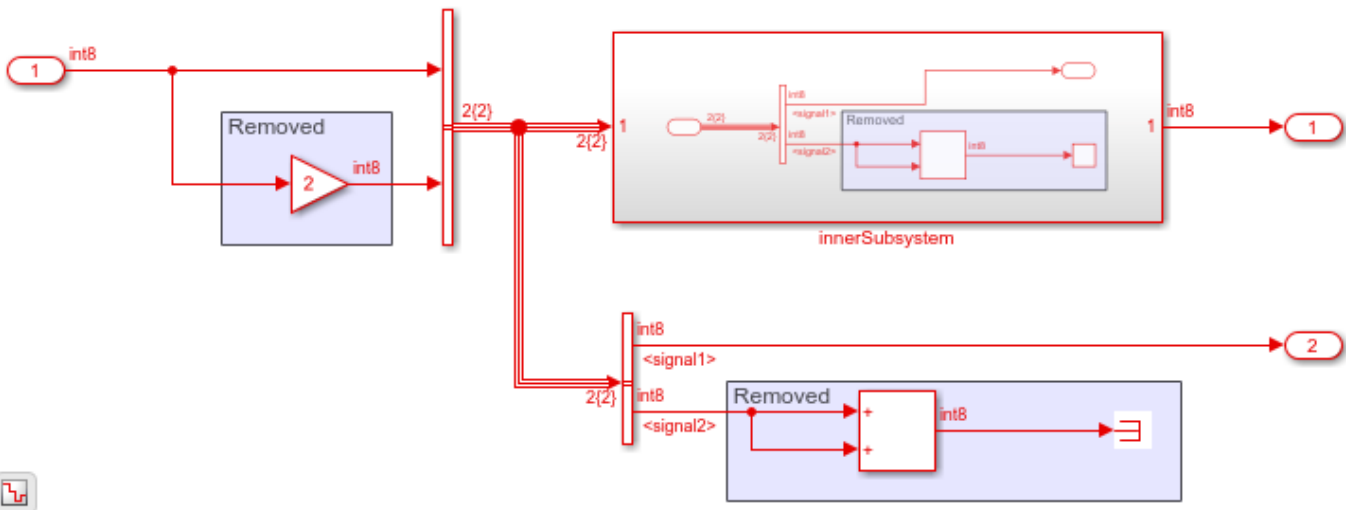 1
int8
Removed
2
int8
2{2}
2{2}
1
2{2}
2{2}
int8
<signal1>
int8
<signal2>
Removed
int8
1
innerSubsystem
int8
1
int8
<signal1>
2
2{2}
int8
<signal2>
Removed
+
+
int8